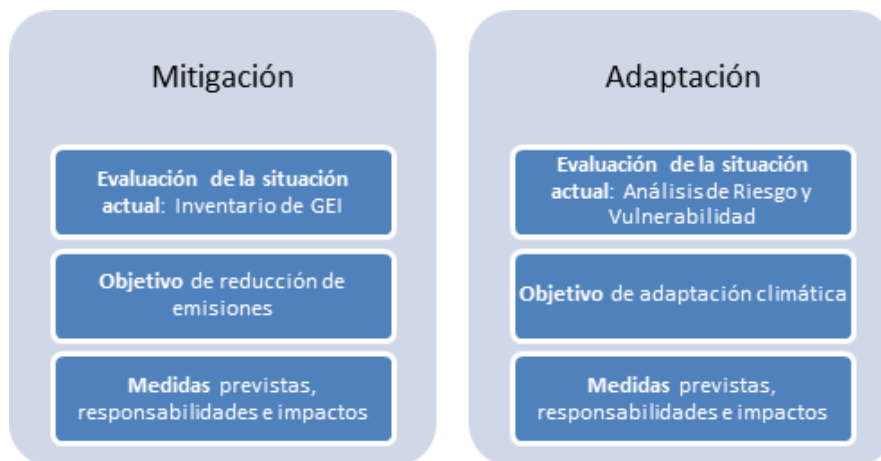 Mitigación
Evaluación de la situación
actual: Inventario de GEI
Objetivo de reducción de
emisiones
Medidas previstas,
responsabilidades e impactos
Adaptación
Evaluación de la situación
actual: Análisis de Riesgo y
Vulnerabilidad
Objetivo de adaptación climática
Medidas previstas,
responsabilidades e impactos